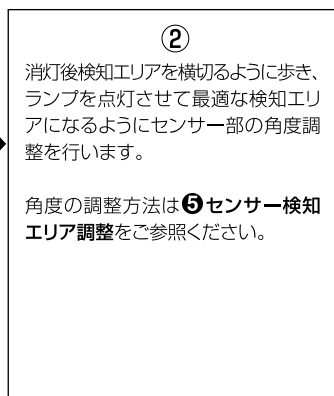 ②
消灯後検知エリアを横切るように歩き、
ランプを点灯させて最適な検知エリ
アになるようにセンサー部の角度調
整を行います。
角度の調整方法は❺センサー検知
エリア調整をご参照ください。